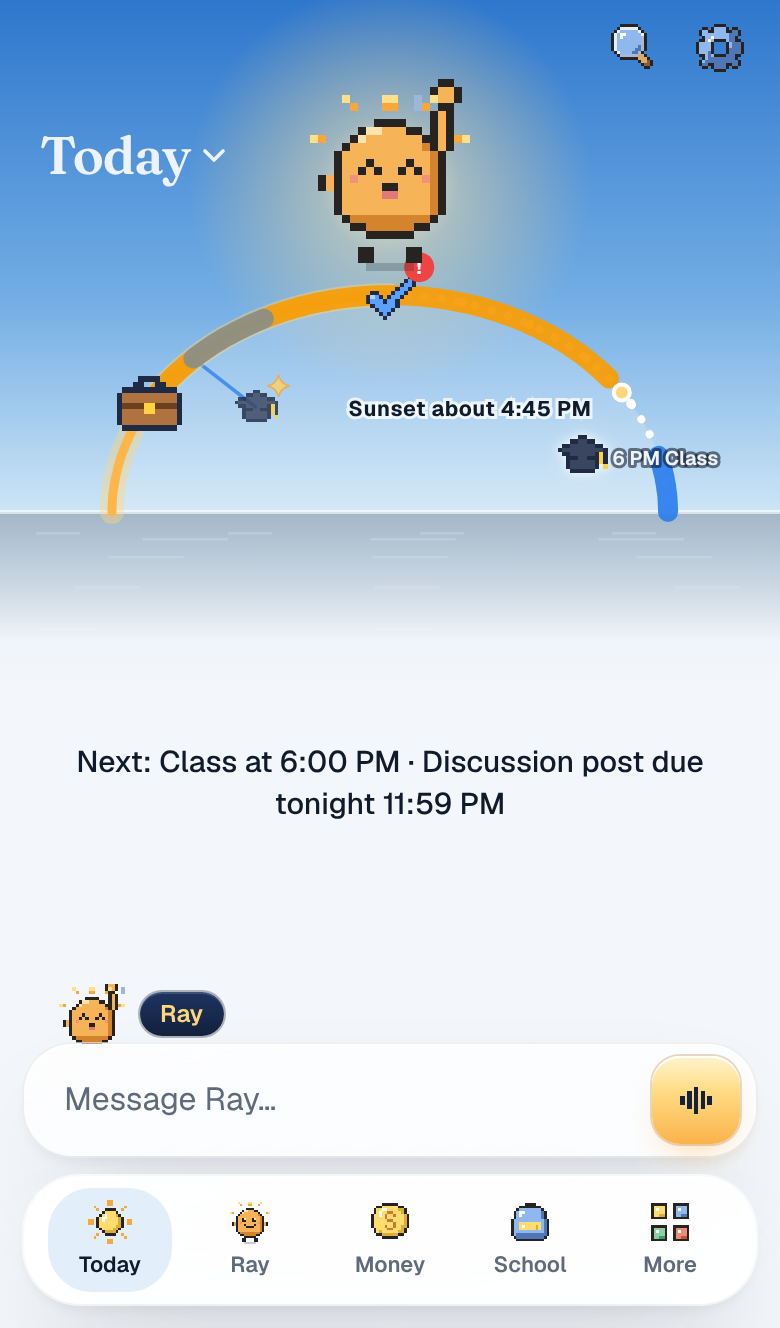 Today
!
Sunset about 4:45 PM
6 PM Class
Next: Class at 6:00 PM · Discussion post due
tonight 11:59 PM
Ray
Message Ray...
Today
Ray
Money
School
More